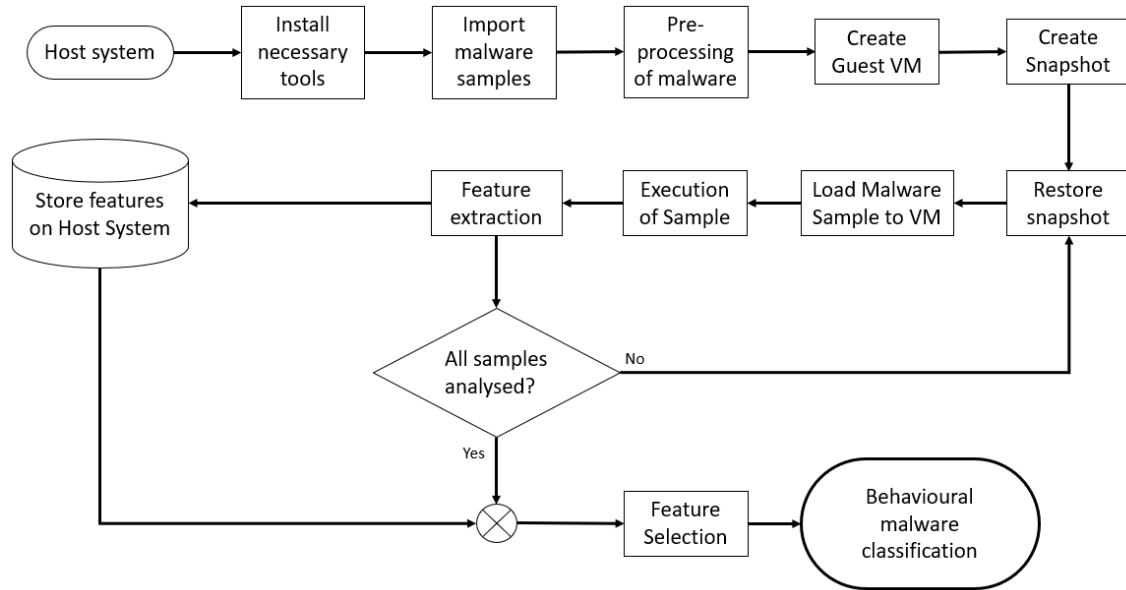 Host system
Install
necessary
tools
Import
malware
samples
Pre-
processing
of malware
Create
Guest VM
Create
Snapshot
Store features
on Host System
Feature
extraction
Execution
of Sample
Load Malware
Sample to VM
Restore
snapshot
All samples
analysed?
No
Yes
Feature
Selection
Behavioural
malware
classification